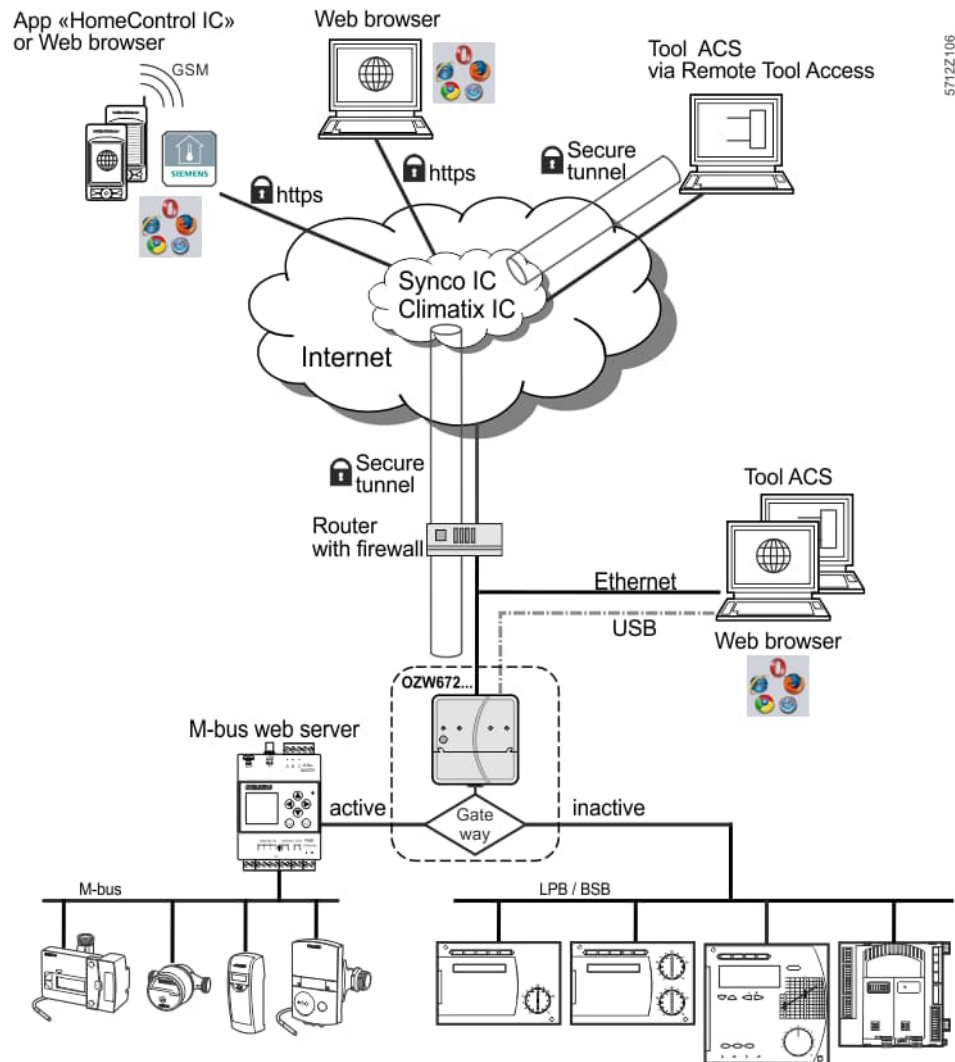 App «HomeControl IC»
or Web browser
GSM
SIEMENS
Web browser
Tool ACS
via Remote Tool Access
5712Z106
https
https
Secure
tunnel
Synco IC
Climatix IC
Internet
Secure
tunnel
Router
with firewall
Tool ACS
Ethernet
USB
Web browser
OZW672...
M-bus web server
active
Gate
way
inactive
M-bus
LPB / BSB